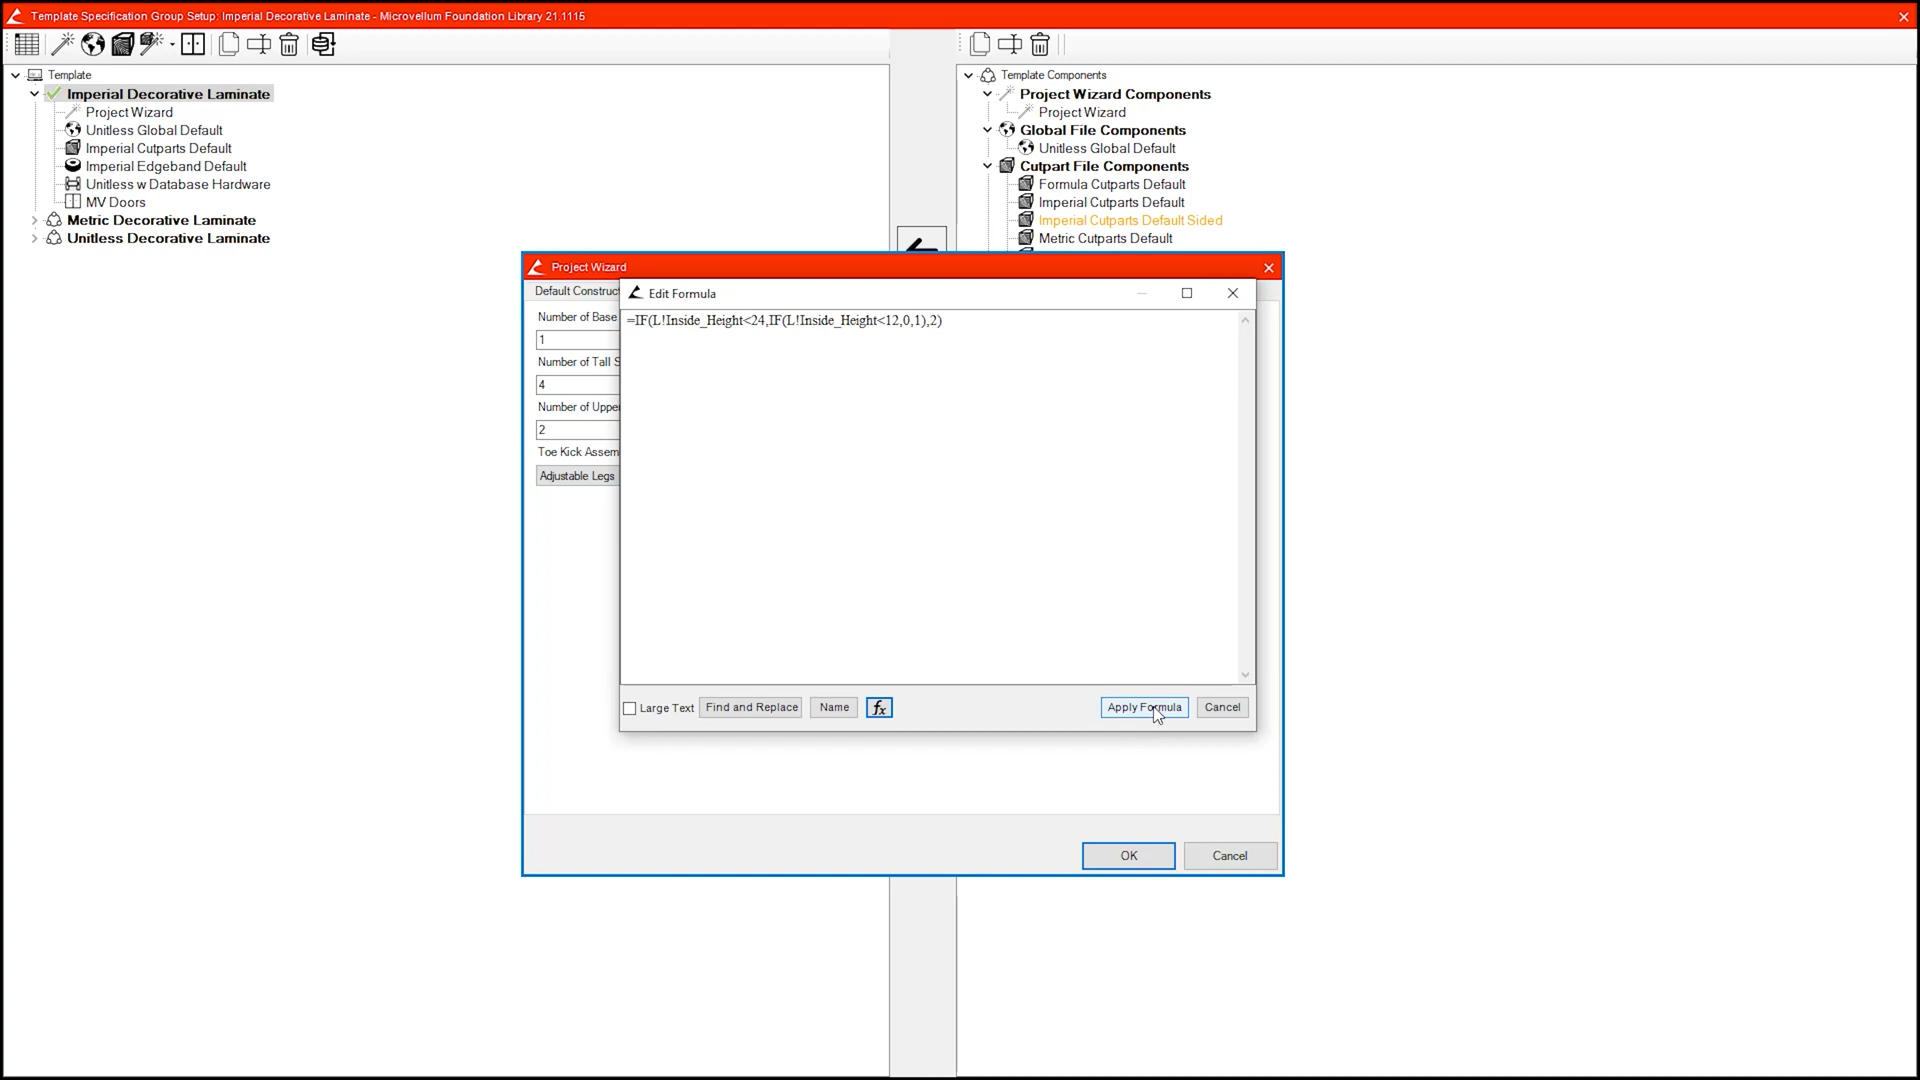 Template Specification Group Setup: Imperial Decorative Laminate - Microvellum Foundation Library 21.1115
Template
Imperial Decorative Laminate
Project Wizard
Unitless Global Default
Imperial Cutparts Default
Imperial Edgeband Default
Unitless w Database Hardware
MV Doors
Metric Decorative Laminate
Unitless Decorative Laminate
Template Components
Project Wizard Components
Project Wizard
Global File Components
Unitless Global Default
Cutpart File Components
Formula Cutparts Default
Imperial Cutparts Default
Imperial Cutparts Default Sided
Metric Cutparts Default
Project Wizard
Default Construct
Number of Base
1
Number of Tall S
4
Number of Upper
2
Toe Kick Assem
Adjustable Legs
Edit Formula
=IF(L!Inside_Height<24,IF(L!Inside_Height<12,0,1),2)
Large Text
Find and Replace
Name
fx
Apply Formula
Cancel
OK
Cancel